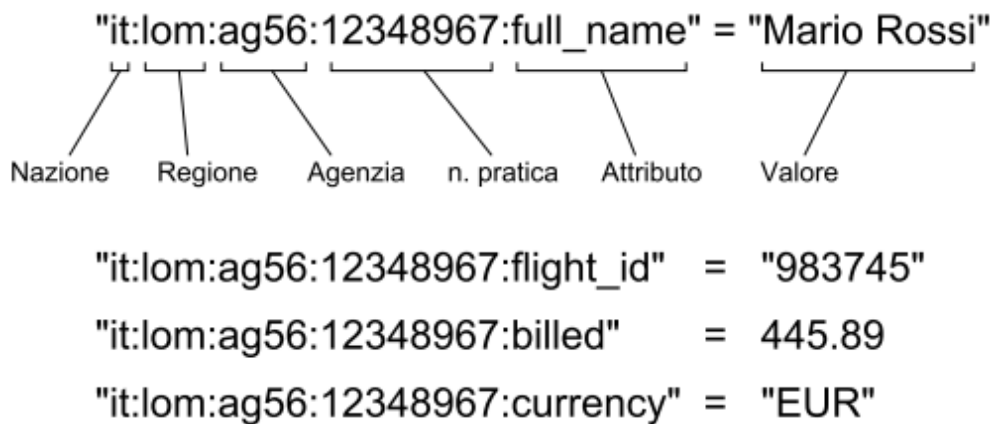 "it:lom:ag56:12348967:full_name" = "Mario Rossi"
Nazione Regione Agenzia n. pratica Attributo Valore
"it:lom:ag56:12348967:flight_id" = "983745"
"it:lom:ag56:12348967:billed" = 445.89
"it:lom:ag56:12348967:currency" = "EUR"